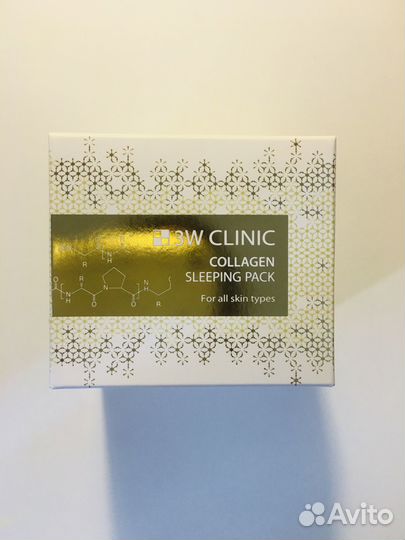 3W CLINIC
COLLAGEN
SLEEPING PACK
For all skin types
R
N
H
O
N
H
R
O
N
O
H
N
R
O
Avito